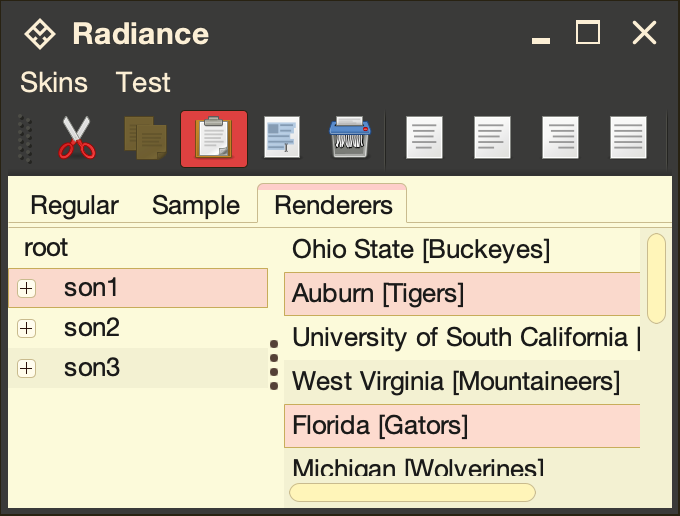 Radiance
Skins Test
Regular Sample Renderers
root
son1
son2
son3
Ohio State [Buckeyes]
Auburn [Tigers]
University of South California [
West Virginia [Mountaineers]
Florida [Gators]
Michigan [Wolverines]